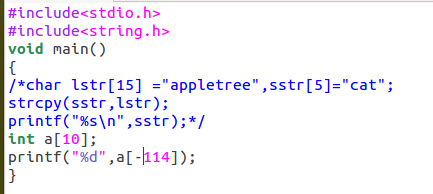 #include<stdio.h>
#include<string.h>
void main()
{
/*char lstr[15] ="appletree",sstr[5]="cat";
strcpy(sstr,lstr);
printf("%s\n",sstr);*/
int a[10];
printf("%d",a[-114]);
}